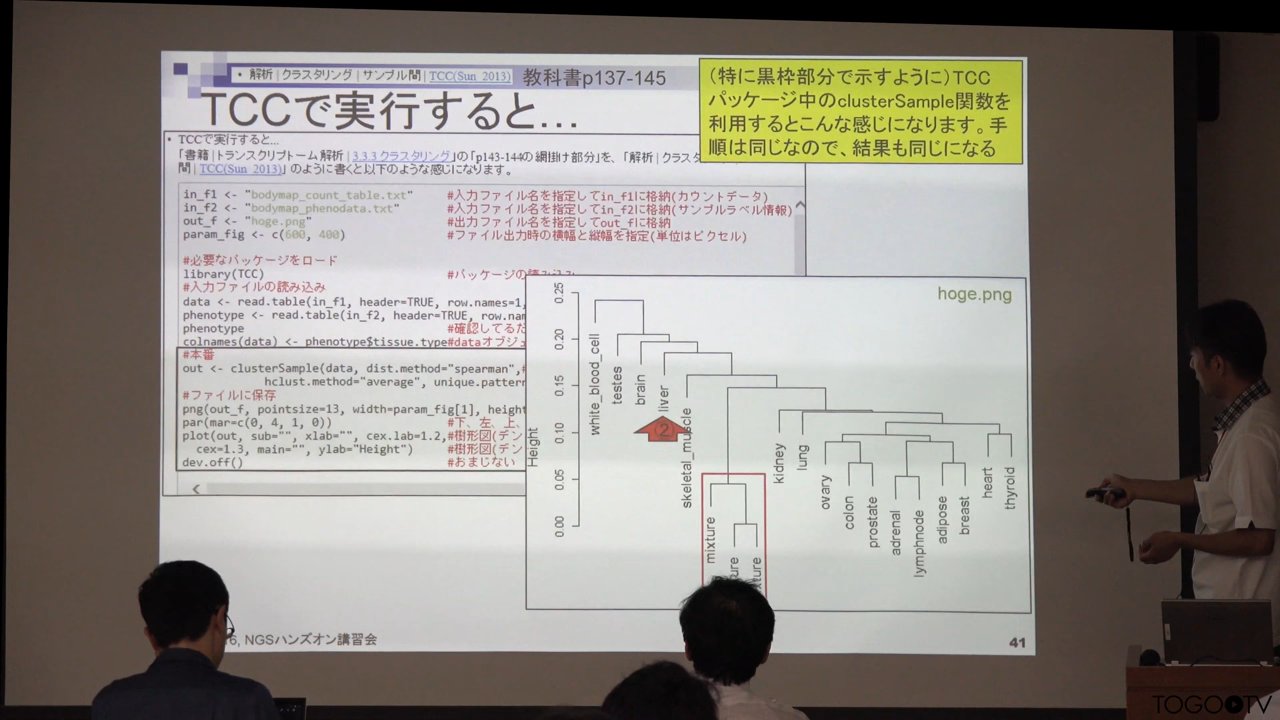 • 解析 | クラスタリング | サンプル間 | TCC(Sun_2013)
教科書p137-145
TCCで実行すると…
(特に黒枠部分で示すように)TCC
パッケージ中のclusterSample関数を
利用するとこんな感じになります。手
順は同じなので、結果も同じになる
• TCCで実行すると...
「書籍 | トランスクリプトーム解析 | 3.3.3 クラスタリング」の「p143-144の網掛け部分」を、「解析 | クラス
間 | TCC(Sun_2013)」のように書くと以下のような感じになります。
in_f1 <- "bodymap_count_table.txt" #入力ファイル名を指定してin_f1に格納(カウントデータ)
in_f2 <- "bodymap_phenodata.txt" #入力ファイル名を指定してin_f2に格納(サンプルラベル情報)
out_f <- "hoge.png" #出力ファイル名を指定してout_fに格納
param_fig <- c(600, 400) #ファイル出力時の横幅と縦幅を指定(単位はピクセル)
#必要なパッケージをロード
library(TCC) #パッケージの読み込み
#入力ファイルの読み込み
data <- read.table(in_f1, header=TRUE, row.names=1,
phenotype <- read.table(in_f2, header=TRUE, row.na
phenotype #確認してるだ
colnames(data) <- phenotype$tissue.type#dataオブジェ
#本番
out <- clusterSample(data, dist.method="spearman",#
hclust.method="average", unique.pattern
#ファイルに保存
png(out_f, pointsize=13, width=param_fig[1], height
par(mar=c(0, 4, 1, 0)) #下、左、上、
plot(out, sub="", xlab="", cex.lab=1.2,#樹形図(デン
cex=1.3, main="", ylab="Height") #樹形図(デン
dev.off() #おまじない
hoge.png
Height
0.25
0.20
0.15
0.10
0.05
0.00
white_blood_cell
testes
brain
liver
②
skeletal_muscle
mixture
ure
xture
kidney
lung
ovary
colon
prostate
adrenal
lymphnode
adipose
breast
heart
thyroid
6, NGSハンズオン講習会
41
TOGOTV